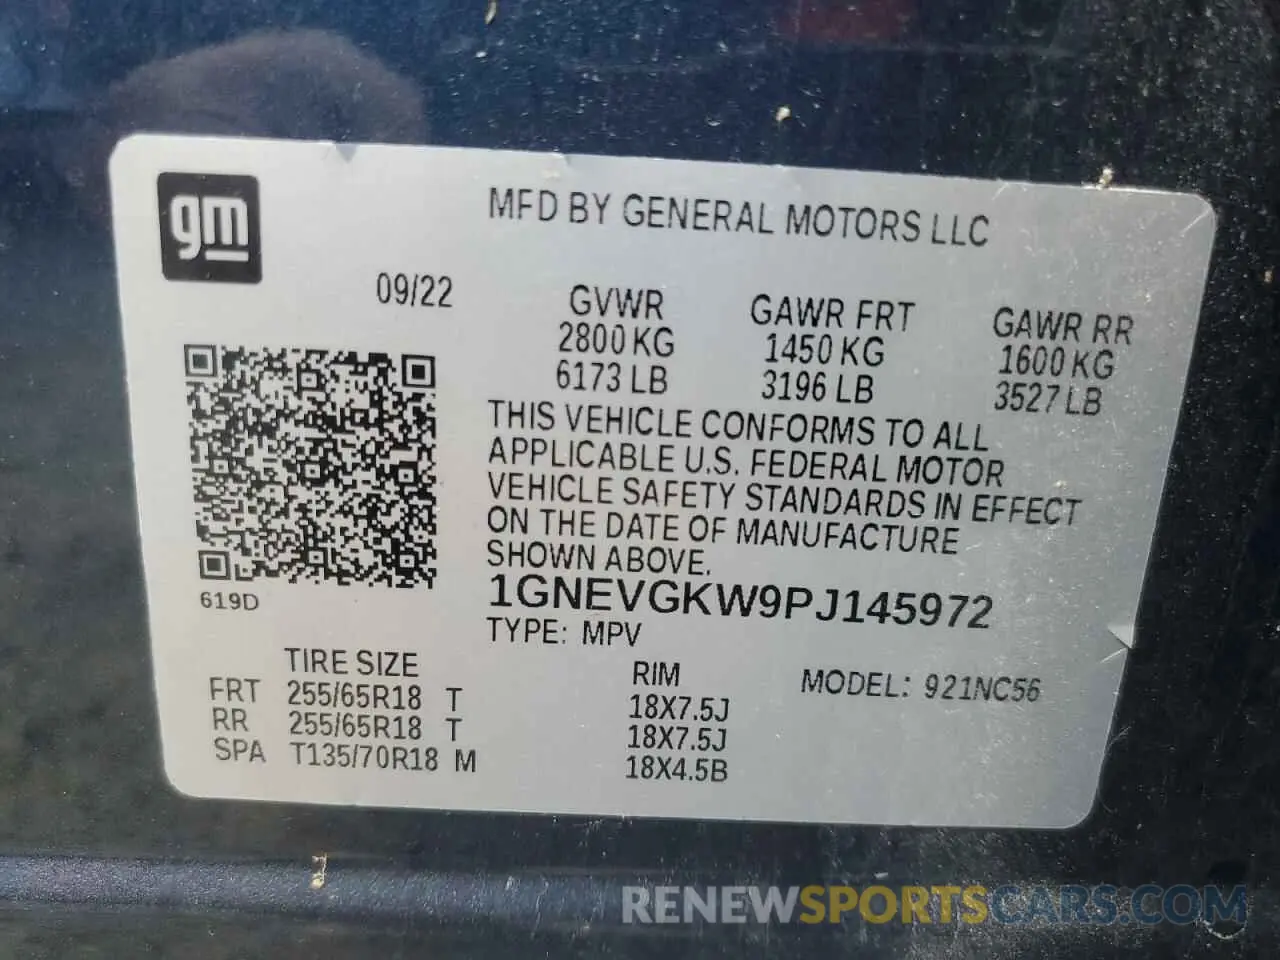 gm
MFD BY GENERAL MOTORS LLC
09/22
GVWR GAWR FRT GAWR RR
2800 KG 1450 KG 1600 KG
6173 LB 3196 LB 3527 LB
THIS VEHICLE CONFORMS TO ALL
APPLICABLE U.S. FEDERAL MOTOR
VEHICLE SAFETY STANDARDS IN EFFECT
ON THE DATE OF MANUFACTURE
SHOWN ABOVE.
619D
1GNEVGKW9PJ145972
TYPE: MPV
TIRE SIZE RIM MODEL: 921NC56
FRT 255/65R18 T 18X7.5J
RR 255/65R18 T 18X7.5J
SPA T135/70R18 M 18X4.5B
RENEWSPORTSCARS.COM